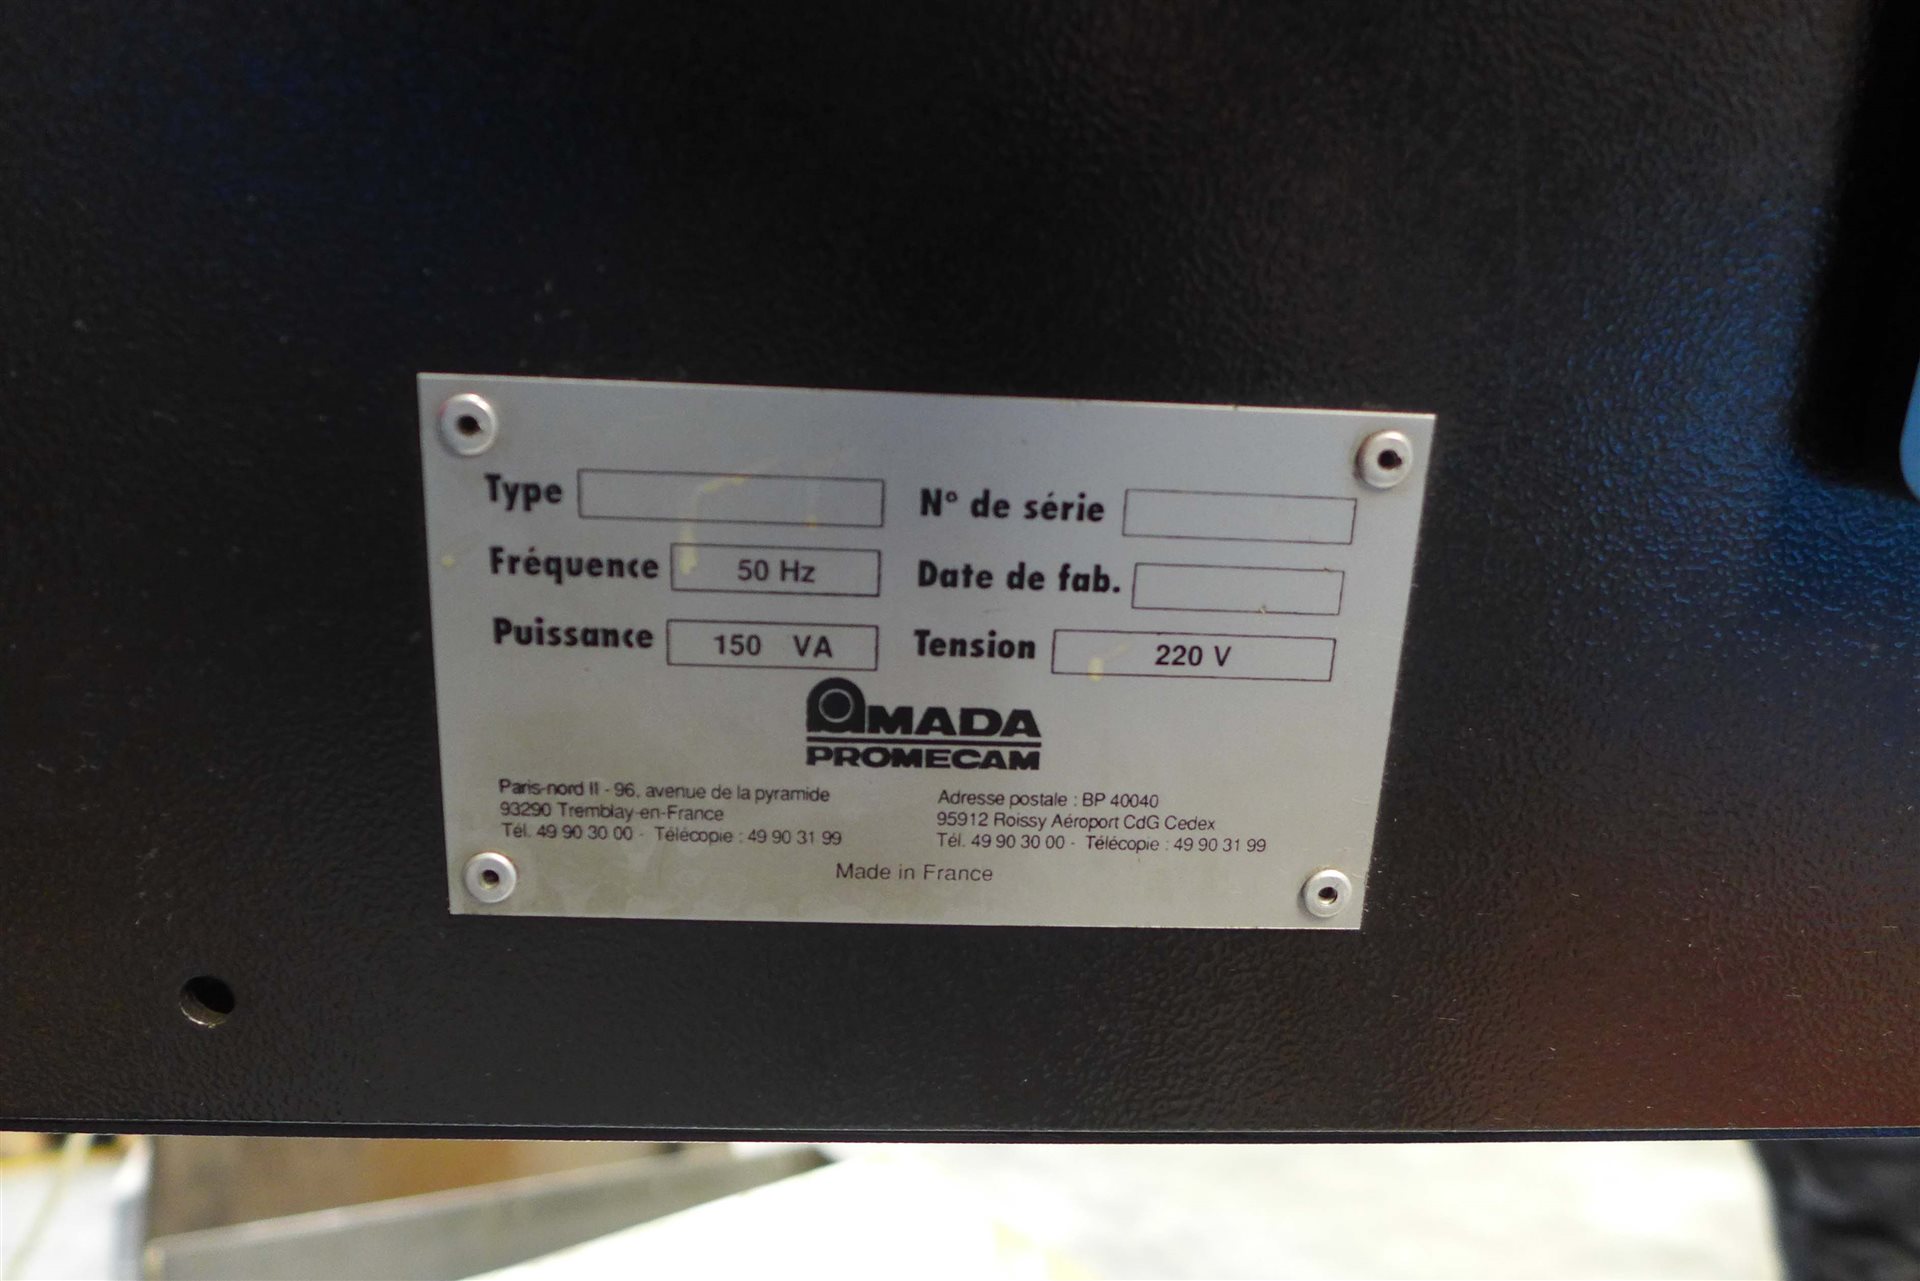 Type N° de série
Fréquence 50 Hz Date de fab.
Puissance 150 VA Tension 220 V
AMADA
PROMECAM
Paris-nord II - 96, avenue de la pyramide
93290 Tremblay-en-France
Tél. 49 90 30 00 - Télécopie : 49 90 31 99
Adresse postale : BP 40040
95912 Roissy Aéroport CdG Cedex
Tél. 49 90 30 00 - Télécopie : 49 90 31 99
Made in France